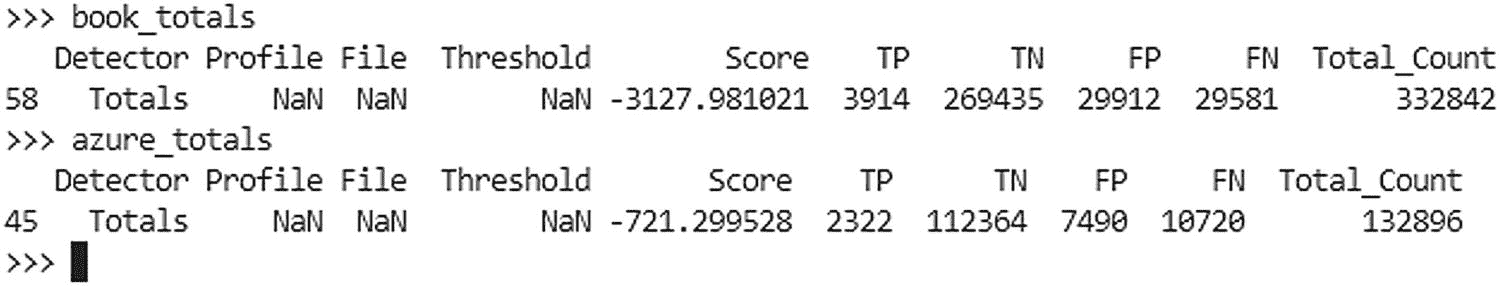 >>> book_totals
Detector Profile File Threshold Score TP TN FP FN Total_Count
58 Totals NaN NaN NaN -3127.981021 3914 269435 29912 29581 332842
>>> azure_totals
Detector Profile File Threshold Score TP TN FP FN Total_Count
45 Totals NaN NaN NaN -721.299528 2322 112364 7490 10720 132896
>>>